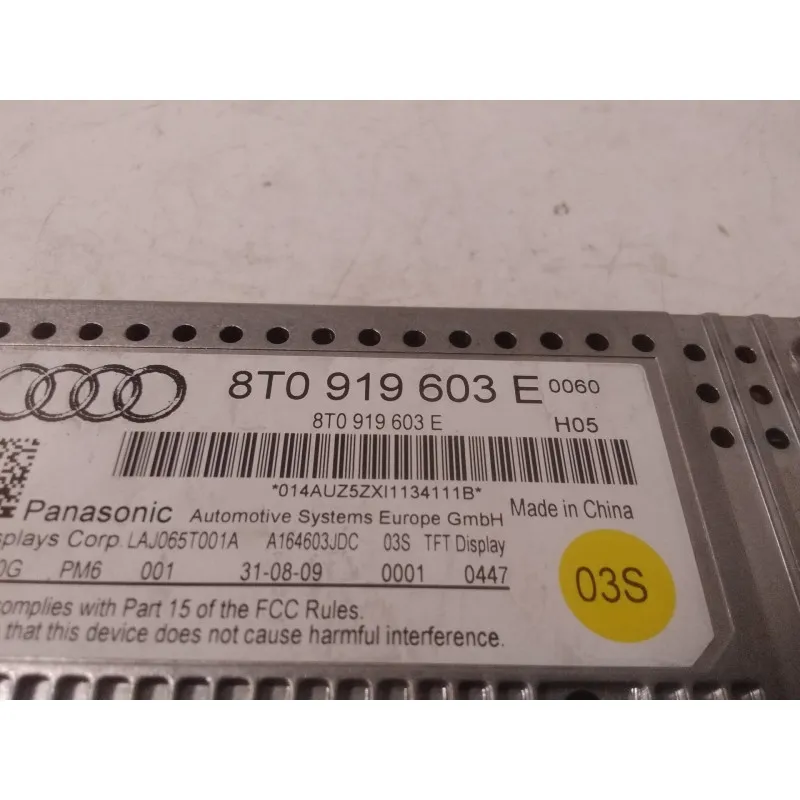 8T0 919 603 E 0060
8T0 919 603 E H05
*014AUZ5ZXI1134111B*
Panasonic Automotive Systems Europe GmbH Made in China
Corp. LAJ065T001A A164603JDC 03S TFT Display
PM6 001 31-08-09 0001 0447
03S
complies with Part 15 of the FCC Rules.
that this device does not cause harmful interference.